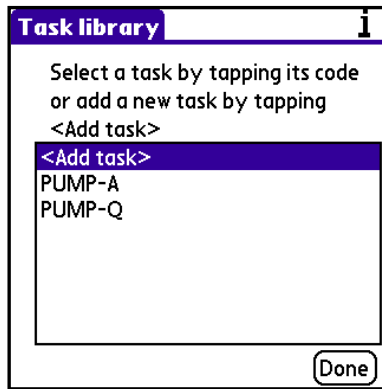 Task library i
Select a task by tapping its code
or add a new task by tapping
<Add task>
<Add task>
PUMP-A
PUMP-Q
Done